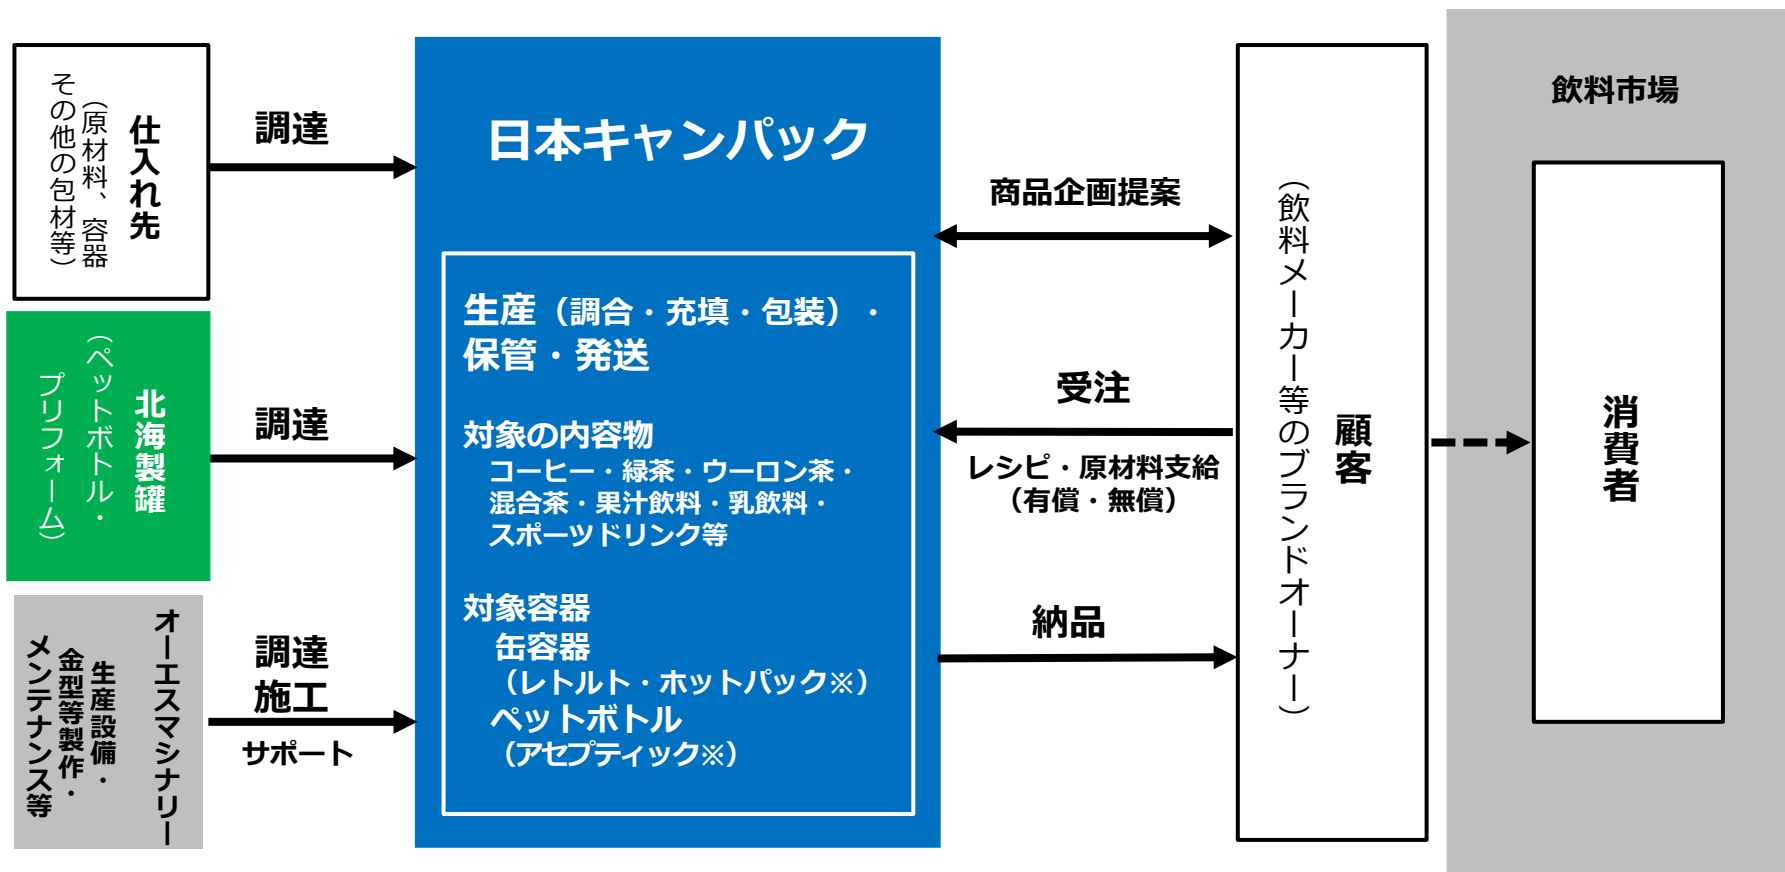 仕入れ先
（原材料、容器
その他の包材等）
調達
北海製罐
（ペットボトル・
プリフォーム）
調達
オーエスマシナリー
生産設備・
金型等製作・
メンテナンス等
調達
施工
サポート
日本キャンパック
生産（調合・充填・包装）・
保管・発送
対象の内容物
コーヒー・緑茶・ウーロン茶・
混合茶・果汁飲料・乳飲料・
スポーツドリンク等
対象容器
缶容器
（レトルト・ホットパック※）
ペットボトル
（アセプティック※）
商品企画提案
受注
レシピ・原材料支給
（有償・無償）
納品
顧客
（飲料メーカー等のブランドオーナー）
飲料市場
消費者